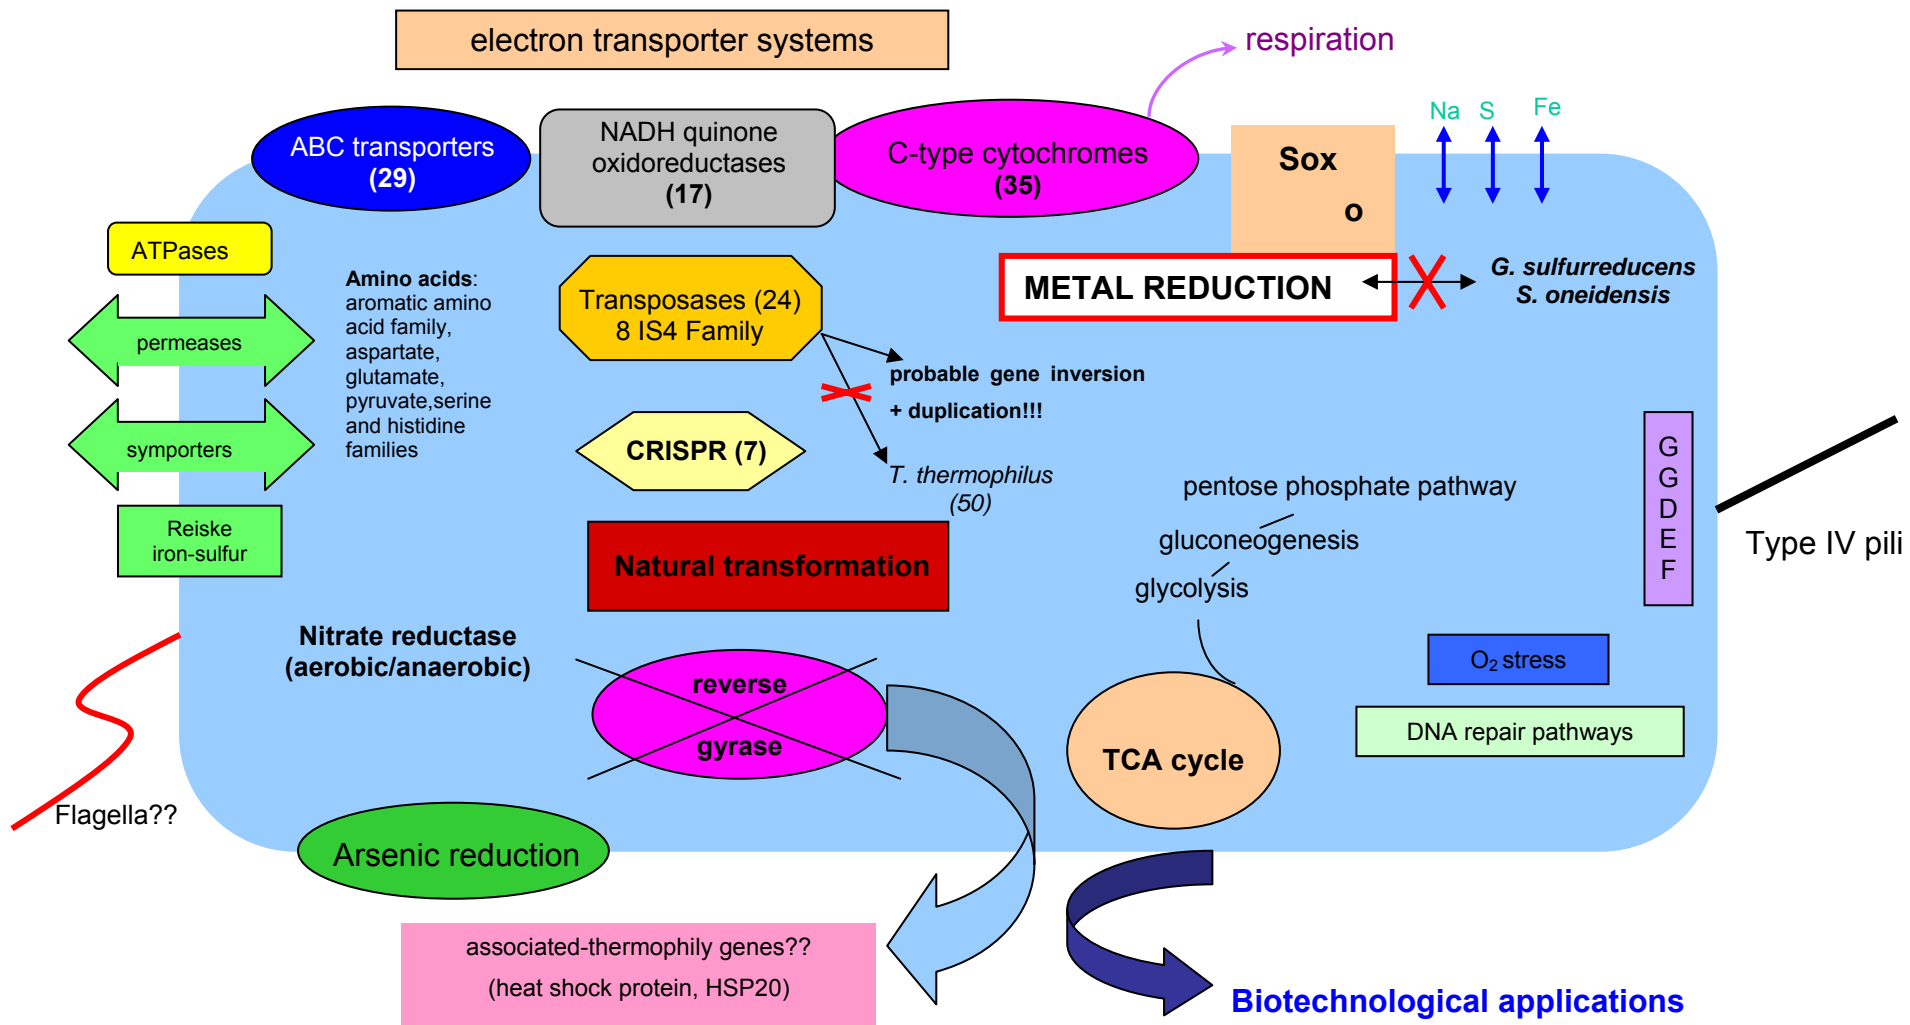 electron transporter systems
respiration
ABC transporters
(29)
NADH quinone
oxidoreductases
(17)
C-type cytochromes
(35)
Sox
o
Na
S
Fe
ATPases
permeases
symporters
Reiske
iron-sulfur
Amino acids:
aromatic amino
acid family,
aspartate,
glutamate,
pyruvate,serine
and histidine
families
Transposases (24)
8 IS4 Family
METAL REDUCTION
G. sulfurreducens
S. oneidensis
probable gene inversion
+ duplication!!!
CRISPR (7)
T. thermophilus
(50)
pentose phosphate pathway
gluconeogenesis
glycolysis
G
G
D
E
F
Type IV pili
Natural transformation
Nitrate reductase
(aerobic/anaerobic)
reverse
gyrase
TCA cycle
O₂ stress
DNA repair pathways
Flagella??
Arsenic reduction
associated-thermophily genes??
(heat shock protein, HSP20)
Biotechnological applications